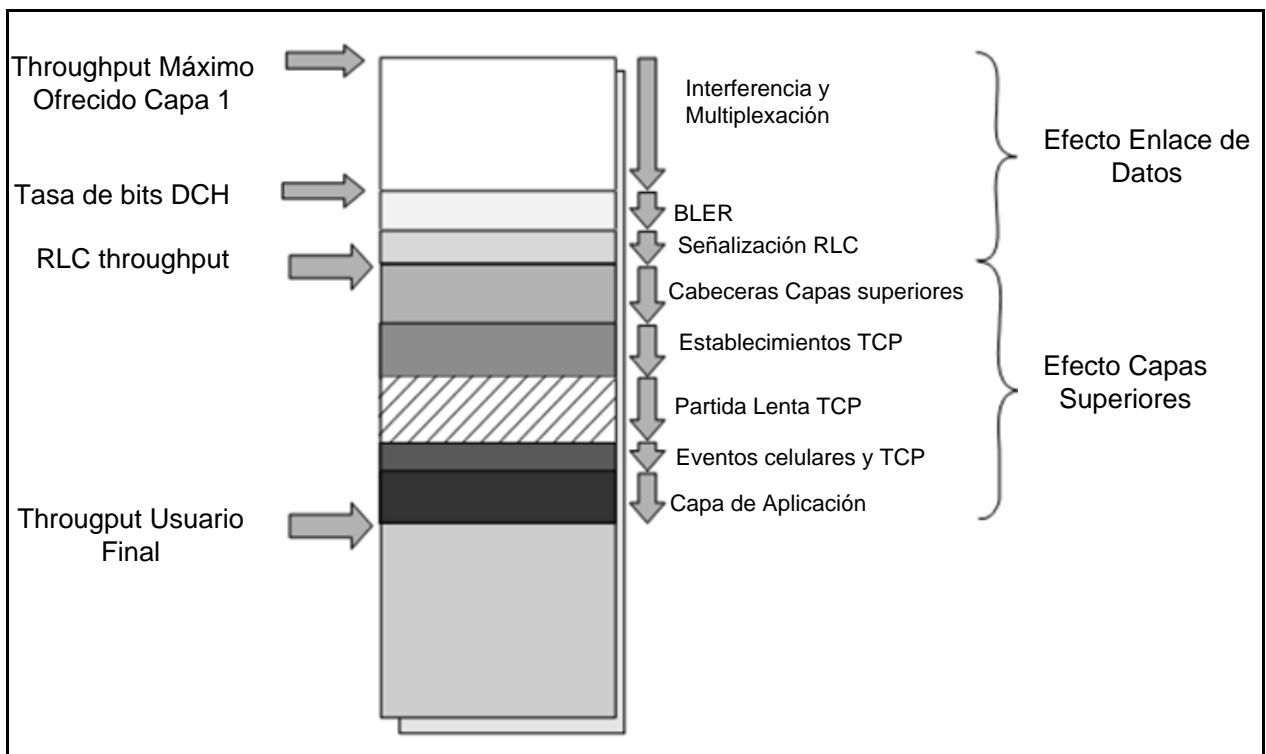 Throughput Máximo
Ofrecido Capa 1
Tasa de bits DCH
RLC throughput
Througput Usuario
Final
Interferencia y
Multiplexación
BLER
Señalización RLC
Cabeceras Capas superiores
Establecimientos TCP
Partida Lenta TCP
Eventos celulares y TCP
Capa de Aplicación
Efecto Enlace de
Datos
Efecto Capas
Superiores